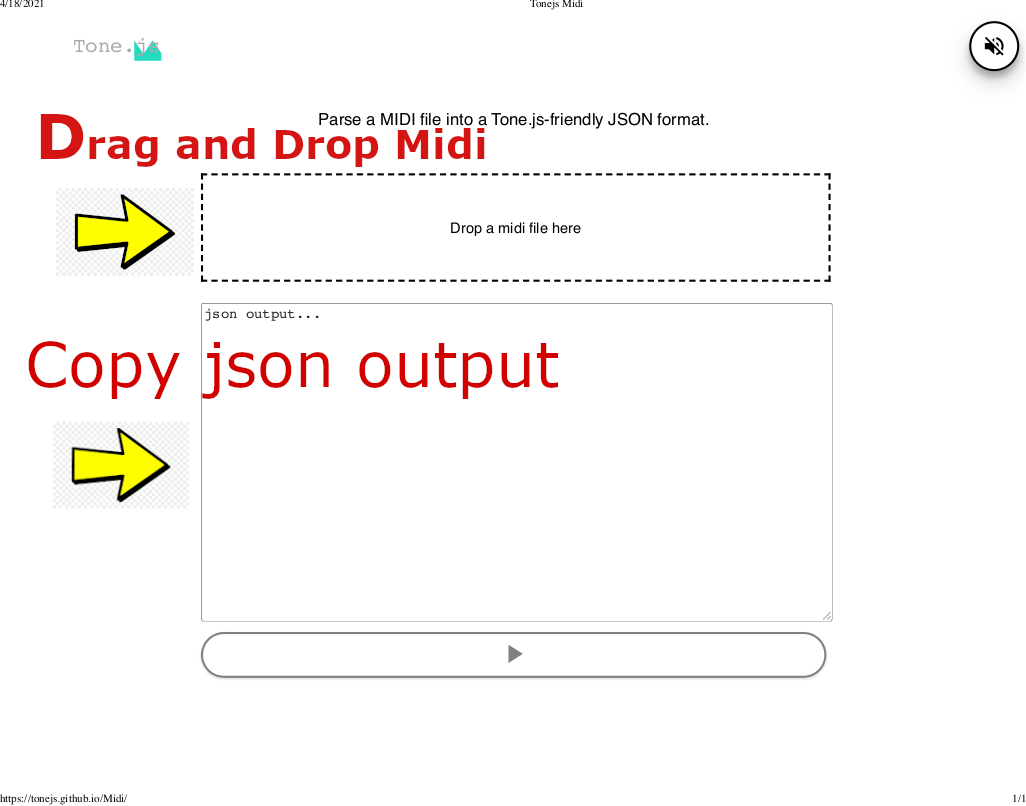 4/18/2021 Tonejs Midi
Tone.js
Parse a MIDI file into a Tone.js-friendly JSON format.
Drag and Drop Midi
Drop a midi file here
json output...
Copy json output
https://tonejs.github.io/Midi/ 1/1